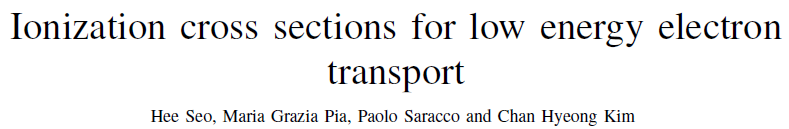 Ionization cross sections for low energy electron
transport
Hee Seo, Maria Grazia Pia, Paolo Saracco and Chan Hyeong Kim